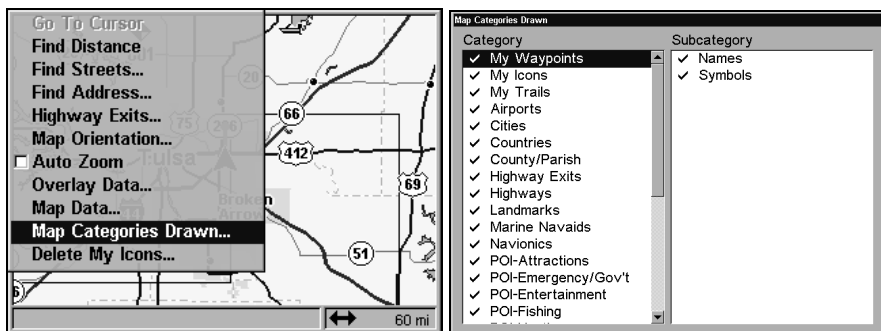 Go To Cursor
Find Distance
Find Streets...
Find Address...
Highway Exits...
Map Orientation...
Auto Zoom
Overlay Data...
Map Data...
Map Categories Drawn...
Delete My Icons...
20
75
66
Tulsa
412
69
Broken
Arrow
51
60 mi
Map Categories Drawn
Category
My Waypoints
My Icons
My Trails
Airports
Cities
Countries
County/Parish
Highway Exits
Highways
Landmarks
Marine Navaids
Navionics
POI-Attractions
POI-Emergency/Gov't
POI-Entertainment
POI-Fishing
Subcategory
Names
Symbols